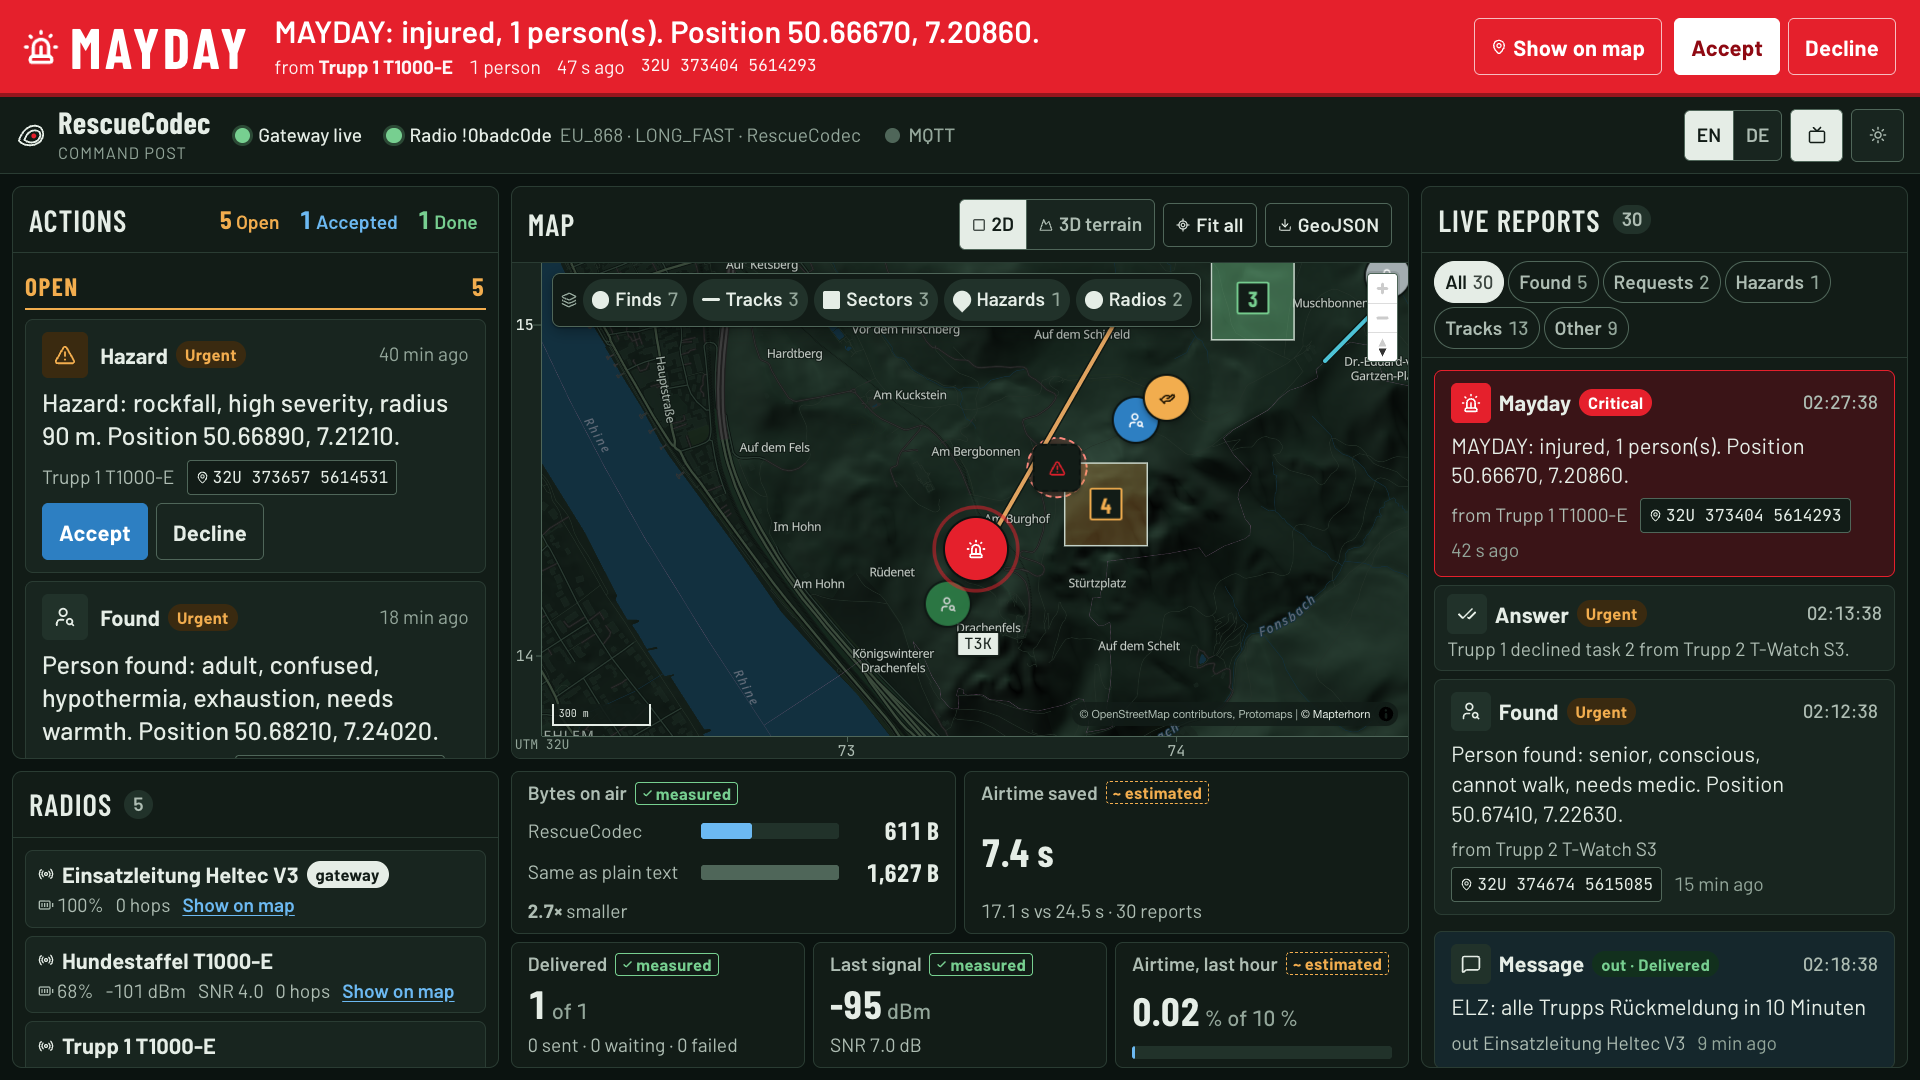 MAYDAY
MAYDAY: injured, 1 person(s). Position 50.66670, 7.20860.
from Trupp 1 T1000-E 1 person 47 s ago 32U 373404 5614293
Show on map
Accept
Decline
RescueCodec
COMMAND POST
Gateway live
Radio !0badc0de EU_868 · LONG_FAST · RescueCodec
MQTT
EN
DE
ACTIONS
5 Open
1 Accepted
1 Done
OPEN
5
Hazard
Urgent
40 min ago
Hazard: rockfall, high severity, radius
90 m. Position 50.66890, 7.21210.
Trupp 1 T1000-E
32U 373657 5614531
Accept
Decline
Found
Urgent
18 min ago
Person found: adult, confused,
hypothermia, exhaustion, needs
warmth. Position 50.68210, 7.24020.
RADIOS
5
Einsatzleitung Heltec V3
gateway
100% 0 hops Show on map
Hundestaffel T1000-E
68% -101 dBm SNR 4.0 0 hops Show on map
Trupp 1 T1000-E
MAP
2D
3D terrain
Fit all
GeoJSON
Finds 7
Tracks 3
Sectors 3
Hazards 1
Radios 2
15
14
73
74
UTM 32U
300 m
Hardtberg
Hauptstraße
Am Kuckstein
Rhine
Auf dem Fels
Am Bergbonnen
Im Hohn
Rüdenet
Am Hohn
Stürtzplatz
Drachenfels
T3K
Königswinterer
Drachenfels
Auf dem Schelt
Fonsbach
Rhine
3
4
© OpenStreetMap contributors, Protomaps | © Mapterhorn
Bytes on air
measured
RescueCodec
611 B
Same as plain text
1,627 B
2.7× smaller
Airtime saved
~ estimated
7.4 s
17.1 s vs 24.5 s · 30 reports
Delivered
measured
1 of 1
0 sent · 0 waiting · 0 failed
Last signal
measured
-95 dBm
SNR 7.0 dB
Airtime, last hour
~ estimated
0.02 % of 10 %
LIVE REPORTS
30
All 30
Found 5
Requests 2
Hazards 1
Tracks 13
Other 9
Mayday
Critical
02:27:38
MAYDAY: injured, 1 person(s). Position
50.66670, 7.20860.
from Trupp 1 T1000-E
32U 373404 5614293
42 s ago
Answer
Urgent
02:13:38
Trupp 1 declined task 2 from Trupp 2 T-Watch S3.
Found
Urgent
02:12:38
Person found: senior, conscious,
cannot walk, needs medic. Position
50.67410, 7.22630.
from Trupp 2 T-Watch S3
32U 374674 5615085
15 min ago
Message
out · Delivered
02:18:38
ELZ: alle Trupps Rückmeldung in 10 Minuten
out Einsatzleitung Heltec V3 9 min ago